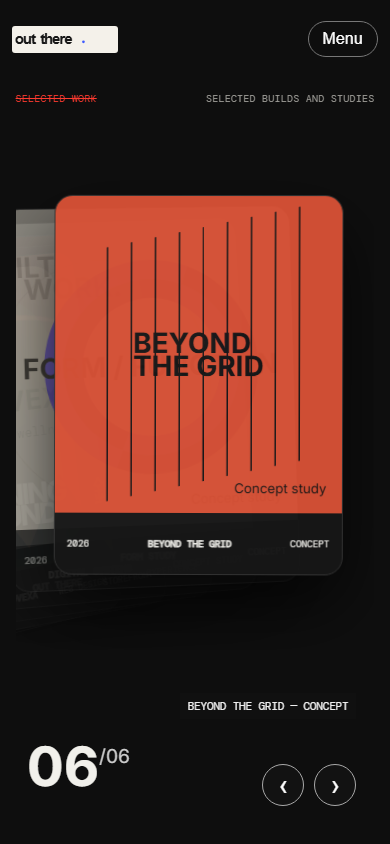 out there .
Menu
SELECTED WORK
SELECTED BUILDS AND STUDIES
BEYOND
THE GRID
Concept study
2026
2026
BEYOND THE GRID
CONCEPT
BEYOND THE GRID — CONCEPT
06/06
‹
›